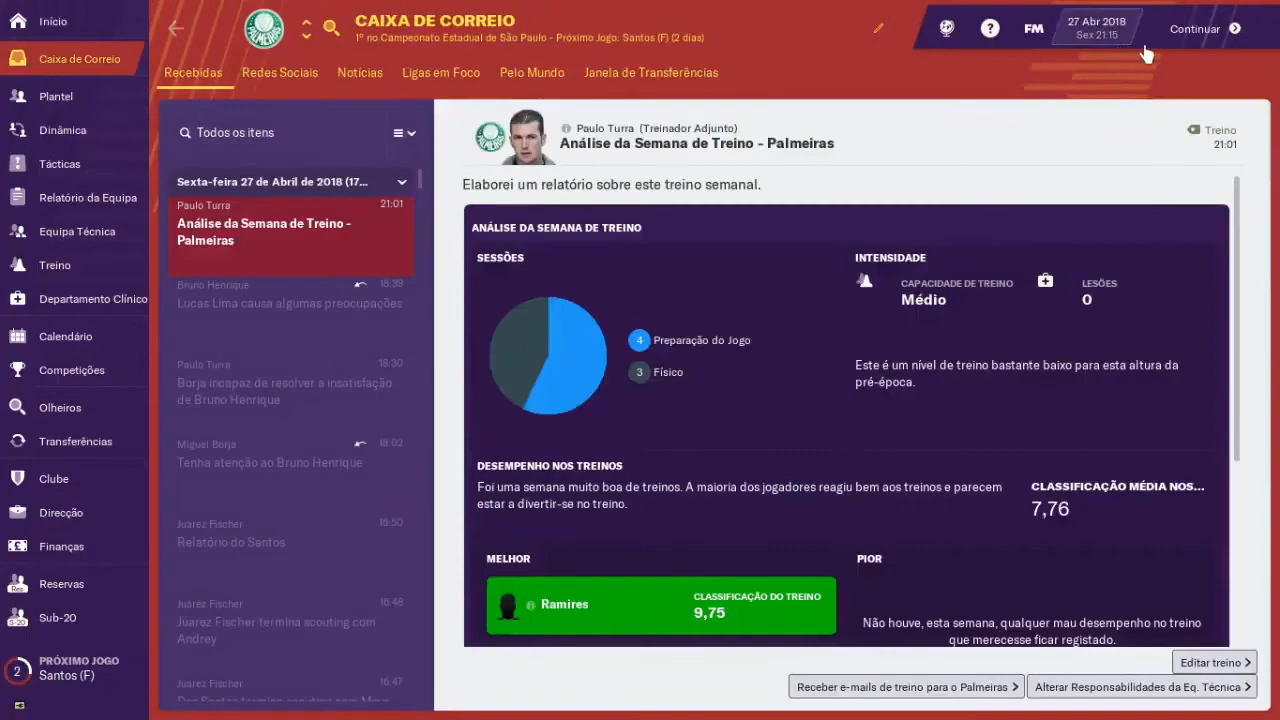 Início
Caixa de Correio
Plantel
Dinâmica
Tácticas
Relatório da Equipa
Equipa Técnica
Treino
Departamento Clínico
Calendário
Competições
Olheiros
Transferências
Clube
Direcção
Finanças
Reservas
Sub-20
PRÓXIMO JOGO
2
Santos (F)
CAIXA DE CORREIO
1º no Campeonato Estadual de São Paulo - Próximo Jogo: Santos (F) (2 dias)
FM
27 Abr 2018
Sex 21:15
Continuar
Recebidas
Redes Sociais
Notícias
Ligas em Foco
Pelo Mundo
Janela de Transferências
Todos os itens
Sexta-feira 27 de Abril de 2018 (17...
Paulo Turra 21:01
Análise da Semana de Treino -
Palmeiras
Bruno Henrique 18:39
Lucas Lima causa algumas preocupações
Paulo Turra 18:30
Borja incapaz de resolver a insatisfação
de Bruno Henrique
Miguel Borja 18:02
Tenha atenção ao Bruno Henrique
Juarez Fischer 16:50
Relatório do Santos
Juarez Fischer 16:48
Juarez Fischer termina scouting com
Andrey
Juarez Fischer 16:47
Paulo Turra (Treinador Adjunto)
Análise da Semana de Treino - Palmeiras
Treino
21:01
Elaborei um relatório sobre este treino semanal.
ANÁLISE DA SEMANA DE TREINO
SESSÕES
4 Preparação do Jogo
3 Físico
INTENSIDADE
CAPACIDADE DE TREINO
Médio
LESÕES
0
Este é um nível de treino bastante baixo para esta altura da
pré-época.
DESEMPENHO NOS TREINOS
Foi uma semana muito boa de treinos. A maioria dos jogadores reagiu bem aos treinos e parecem
estar a divertir-se no treino.
CLASSIFICAÇÃO MÉDIA NOS...
7,76
MELHOR
Ramires
CLASSIFICAÇÃO DO TREINO
9,75
PIOR
Não houve, esta semana, qualquer mau desempenho no treino
que merecesse ficar registado.
Editar treino
Receber e-mails de treino para o Palmeiras
Alterar Responsabilidades da Eq. Técnica